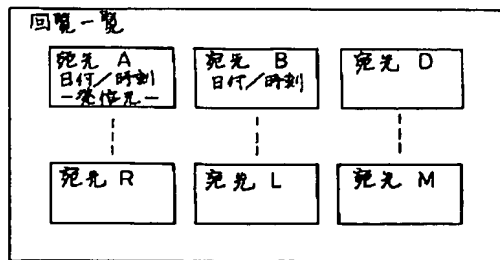 回覧一覧
宛先 A
日付/時刻
-発信元-
宛先 B
日付/時刻
宛先 D
宛先 R
宛先 L
宛先 M